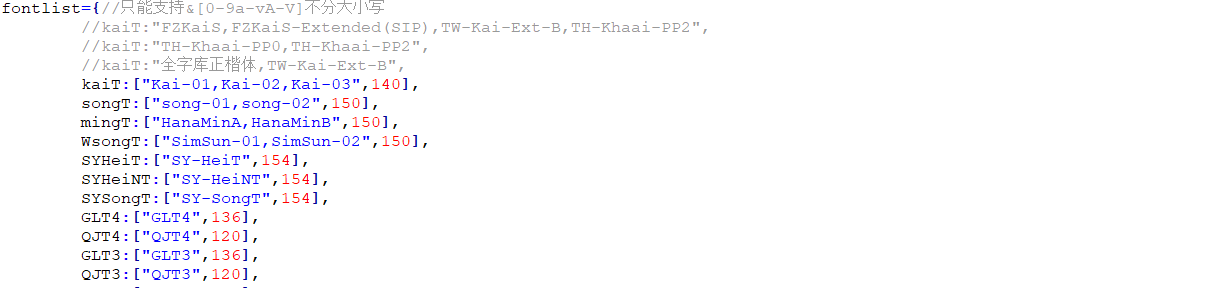 fontlist={//只能支持&[0-9a-vA-V]不分大小写
//kaiT:"FZKaiS,FZKaiS-Extended(SIP),TW-Kai-Ext-B,TH-Khaai-PP2",
//kaiT:"TH-Khaai-PP0,TH-Khaai-PP2",
//kaiT:"全字库正楷体,TW-Kai-Ext-B",
kaiT:["Kai-01,Kai-02,Kai-03",140],
songT:["song-01,song-02",150],
mingT:["HanaMinA,HanaMinB",150],
WsongT:["SimSun-01,SimSun-02",150],
SYHeiT:["SY-HeiT",154],
SYHeiNT:["SY-HeiNT",154],
SYSongT:["SY-SongT",154],
GLT4:["GLT4",136],
QJT4:["QJT4",120],
GLT3:["GLT3",136],
QJT3:["QJT3",120],